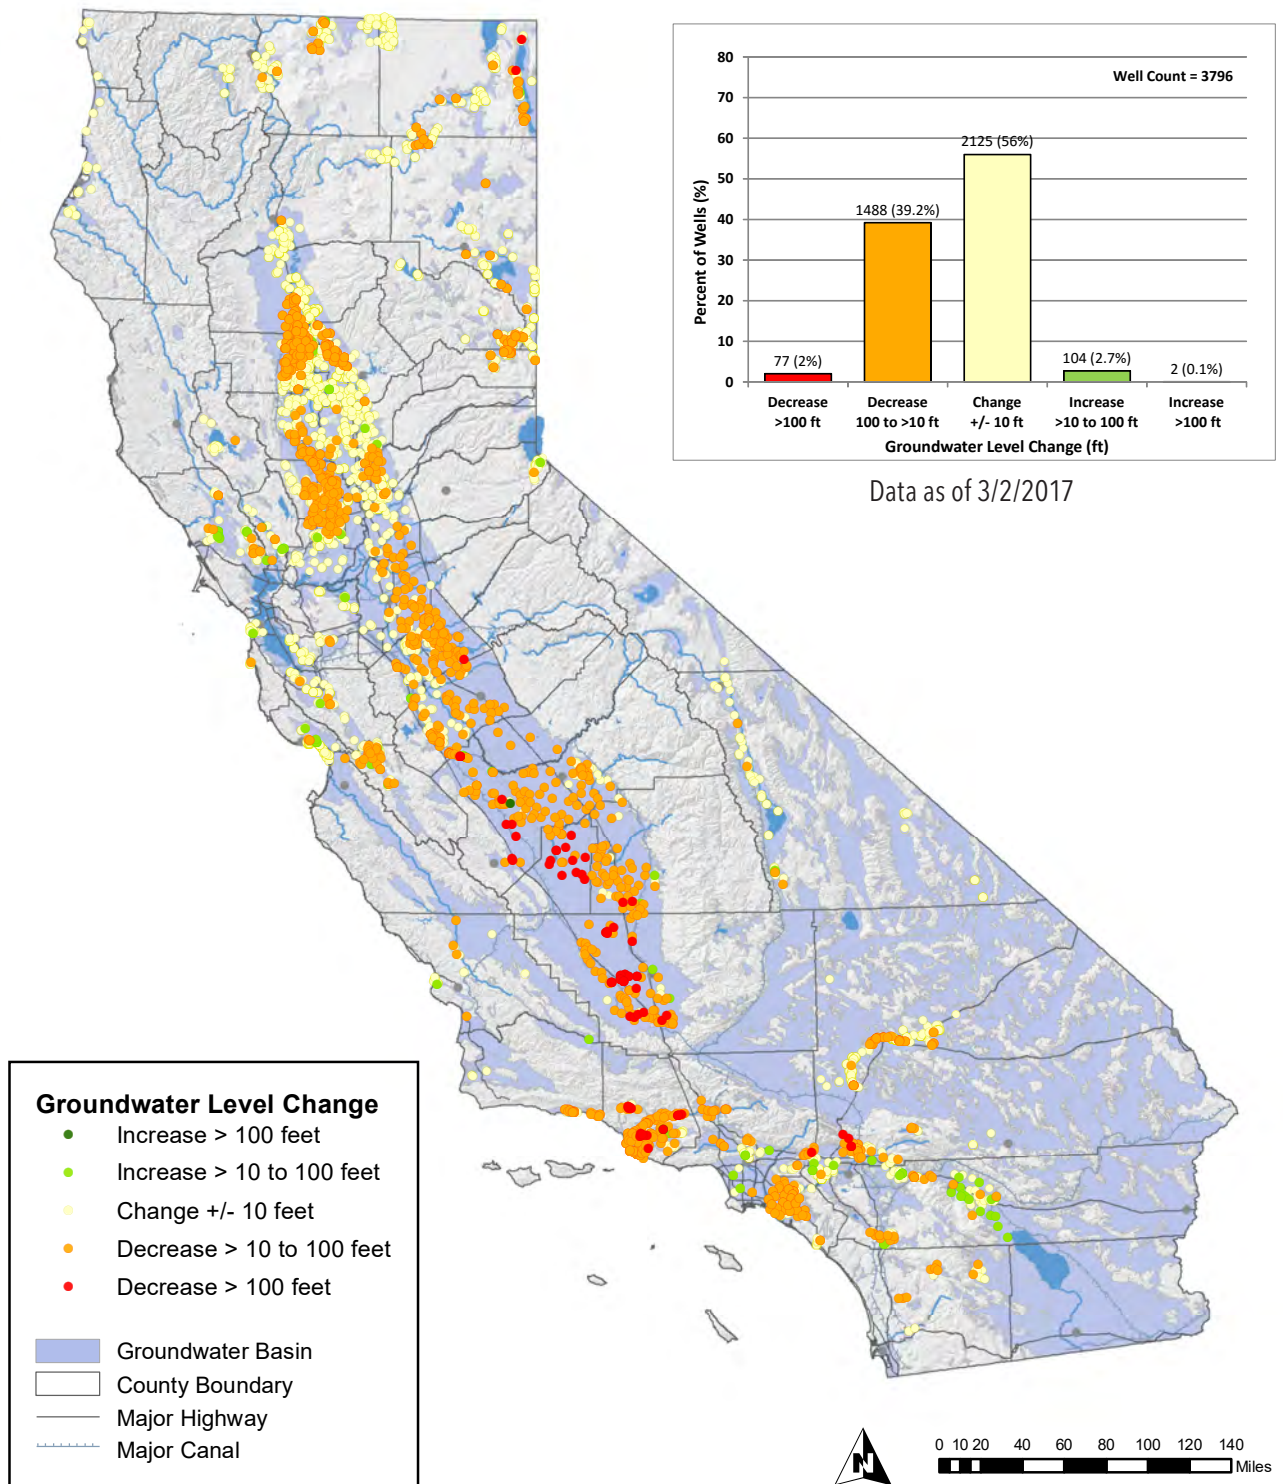 80
70
60
50
40
30
20
10
0
Percent of Wells (%)
Well Count = 3796
77 (2%)
1488 (39.2%)
2125 (56%)
104 (2.7%)
2 (0.1%)
Decrease
>100 ft
Decrease
100 to >10 ft
Change
+/- 10 ft
Increase
>10 to 100 ft
Increase
>100 ft
Groundwater Level Change (ft)
Data as of 3/2/2017
Groundwater Level Change
Increase > 100 feet
Increase > 10 to 100 feet
Change +/- 10 feet
Decrease > 10 to 100 feet
Decrease > 100 feet
Groundwater Basin
County Boundary
Major Highway
Major Canal
N
0 10 20 40 60 80 100 120 140
Miles